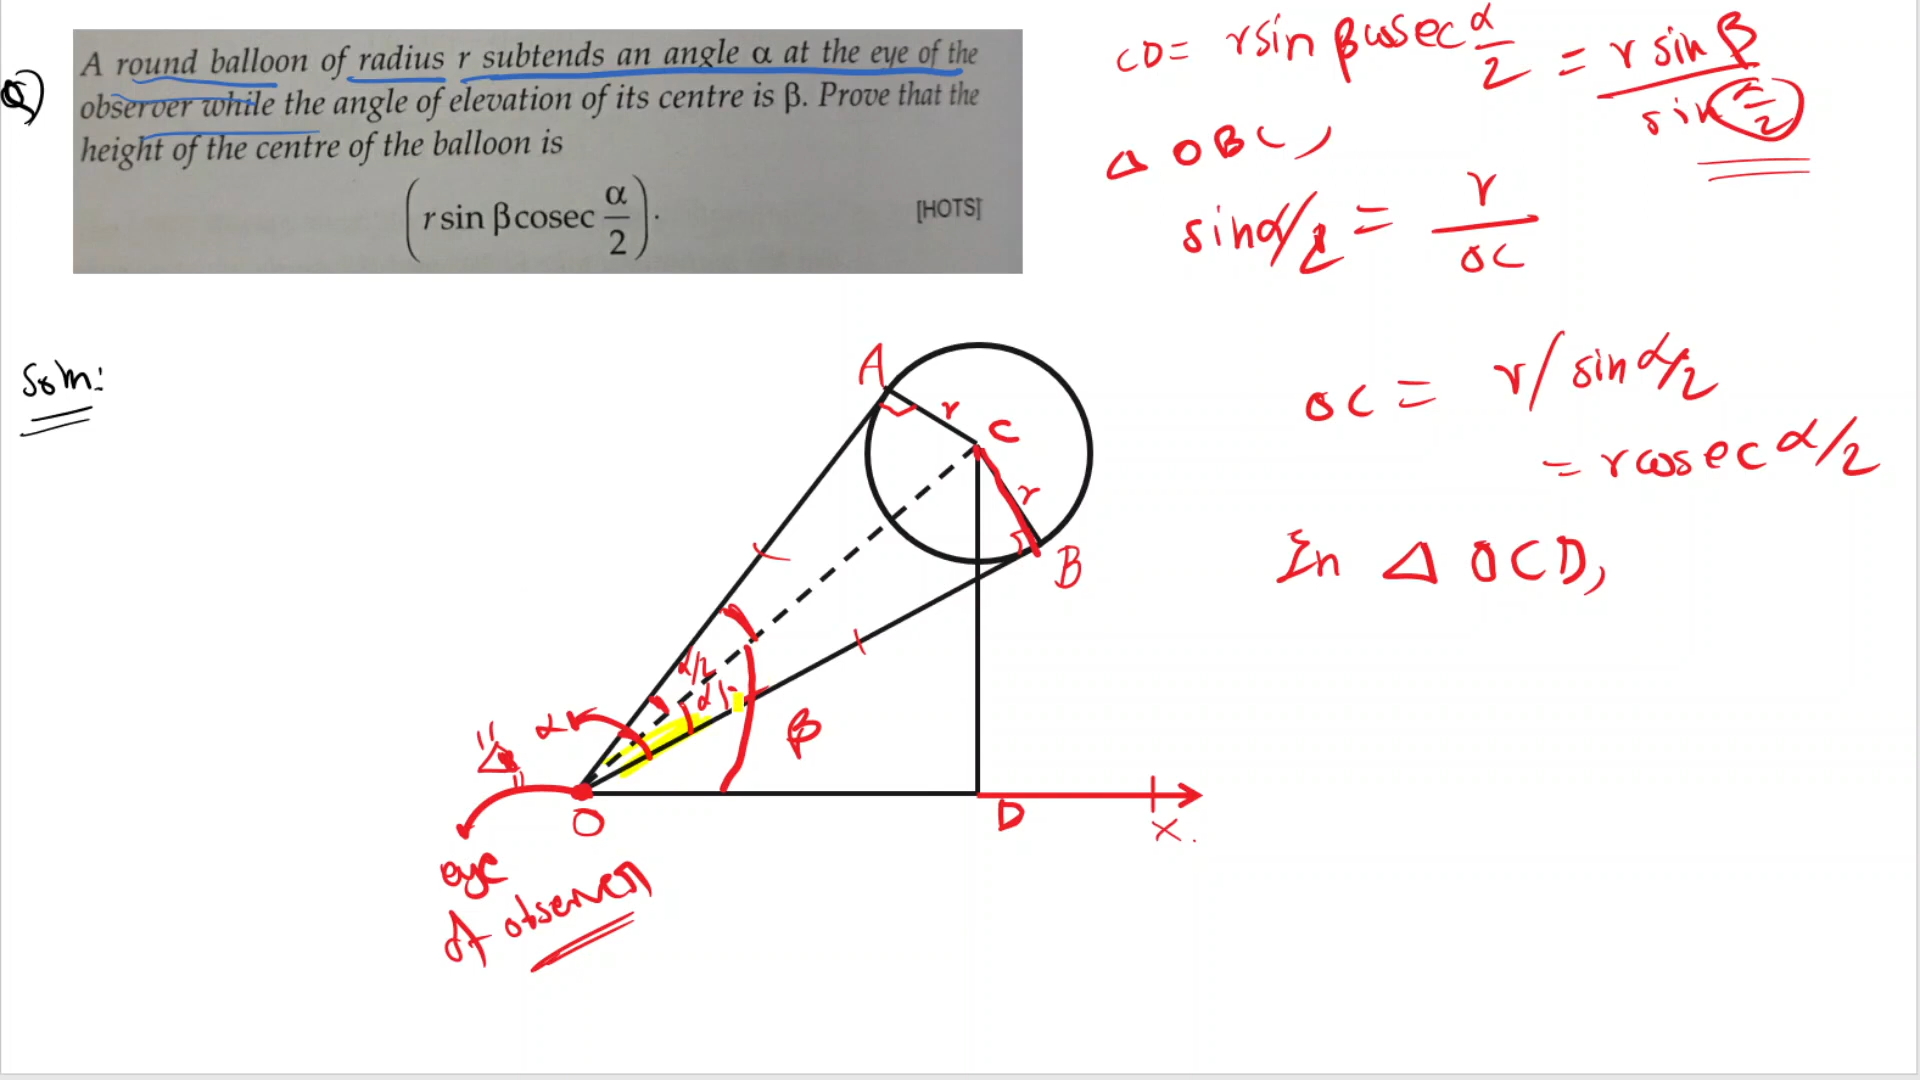 Q)
A round balloon of radius r subtends an angle α at the eye of the
observer while the angle of elevation of its centre is β. Prove that the
height of the centre of the balloon is
(r sin β cosec α/2). [HOTS]
Soln:
CD = r sin β cosec α/2 = r sin β / sin α/2
Δ OBC,
sin α/2 = r / OC
OC = r / sin α/2
= r cosec α/2
In Δ OCD,
A
r
C
r
B
α/2
α
β
O
D
X.
eye
of observer